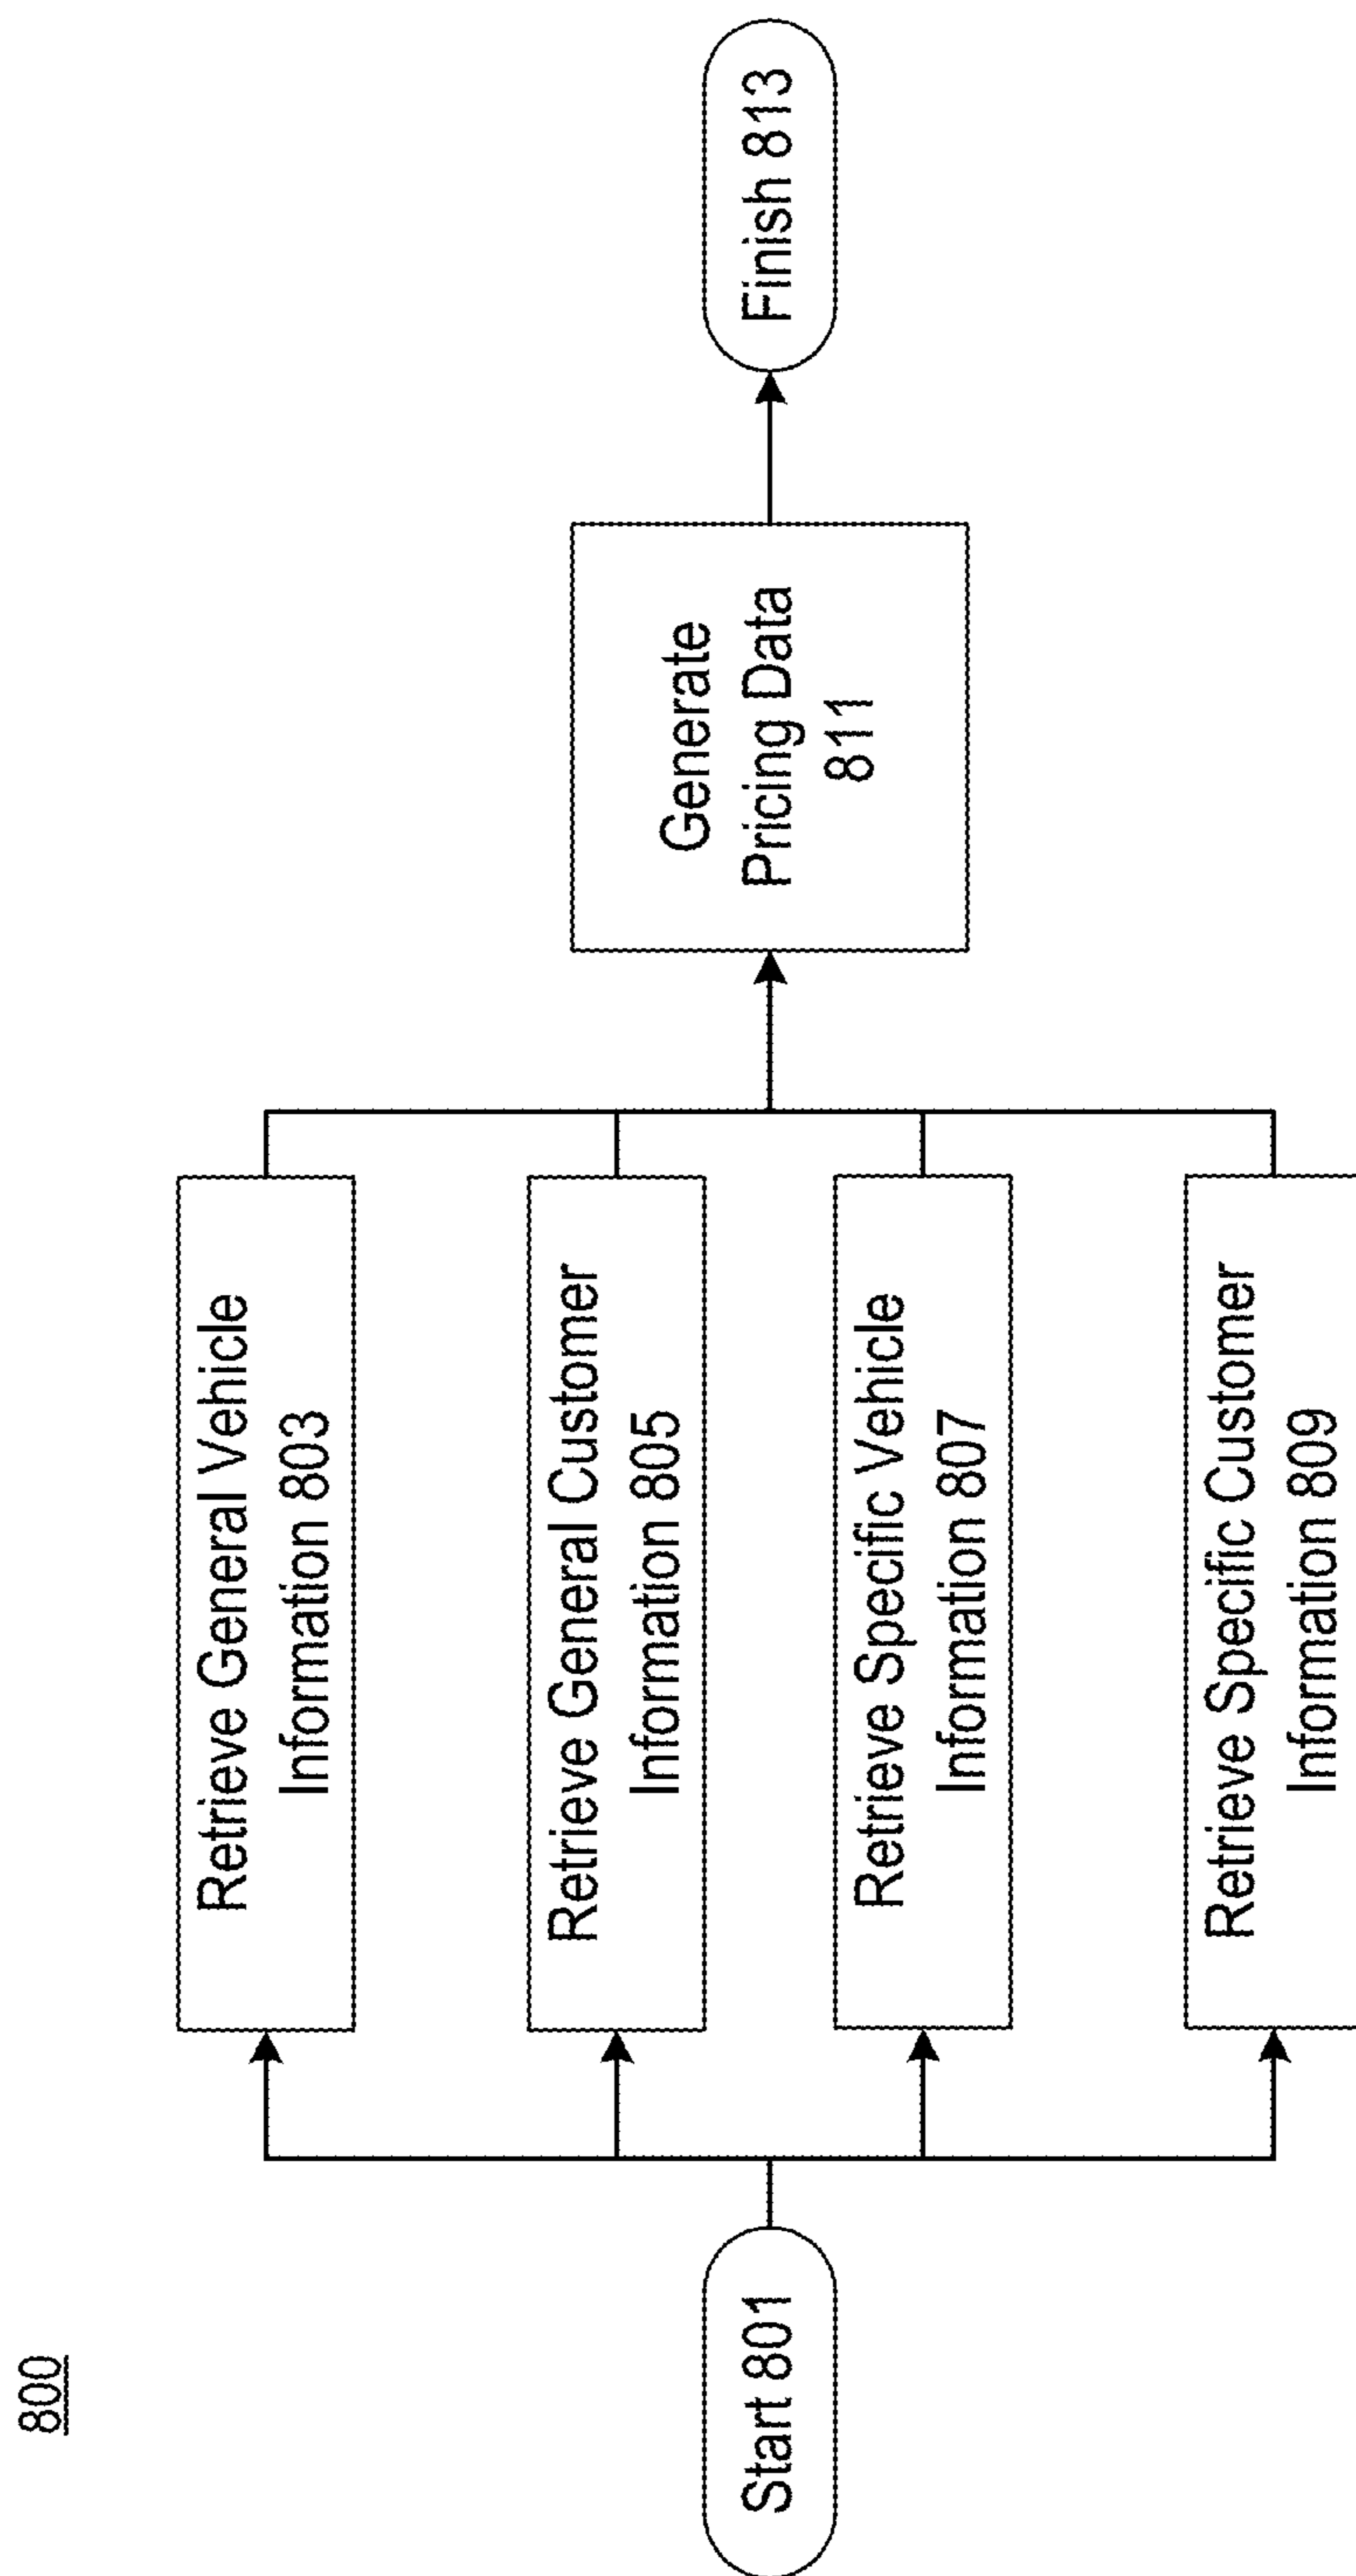 800
Start 801
Retrieve General Vehicle
Information 803
Retrieve General Customer
Information 805
Retrieve Specific Vehicle
Information 807
Retrieve Specific Customer
Information 809
Generate
Pricing Data
811
Finish 813